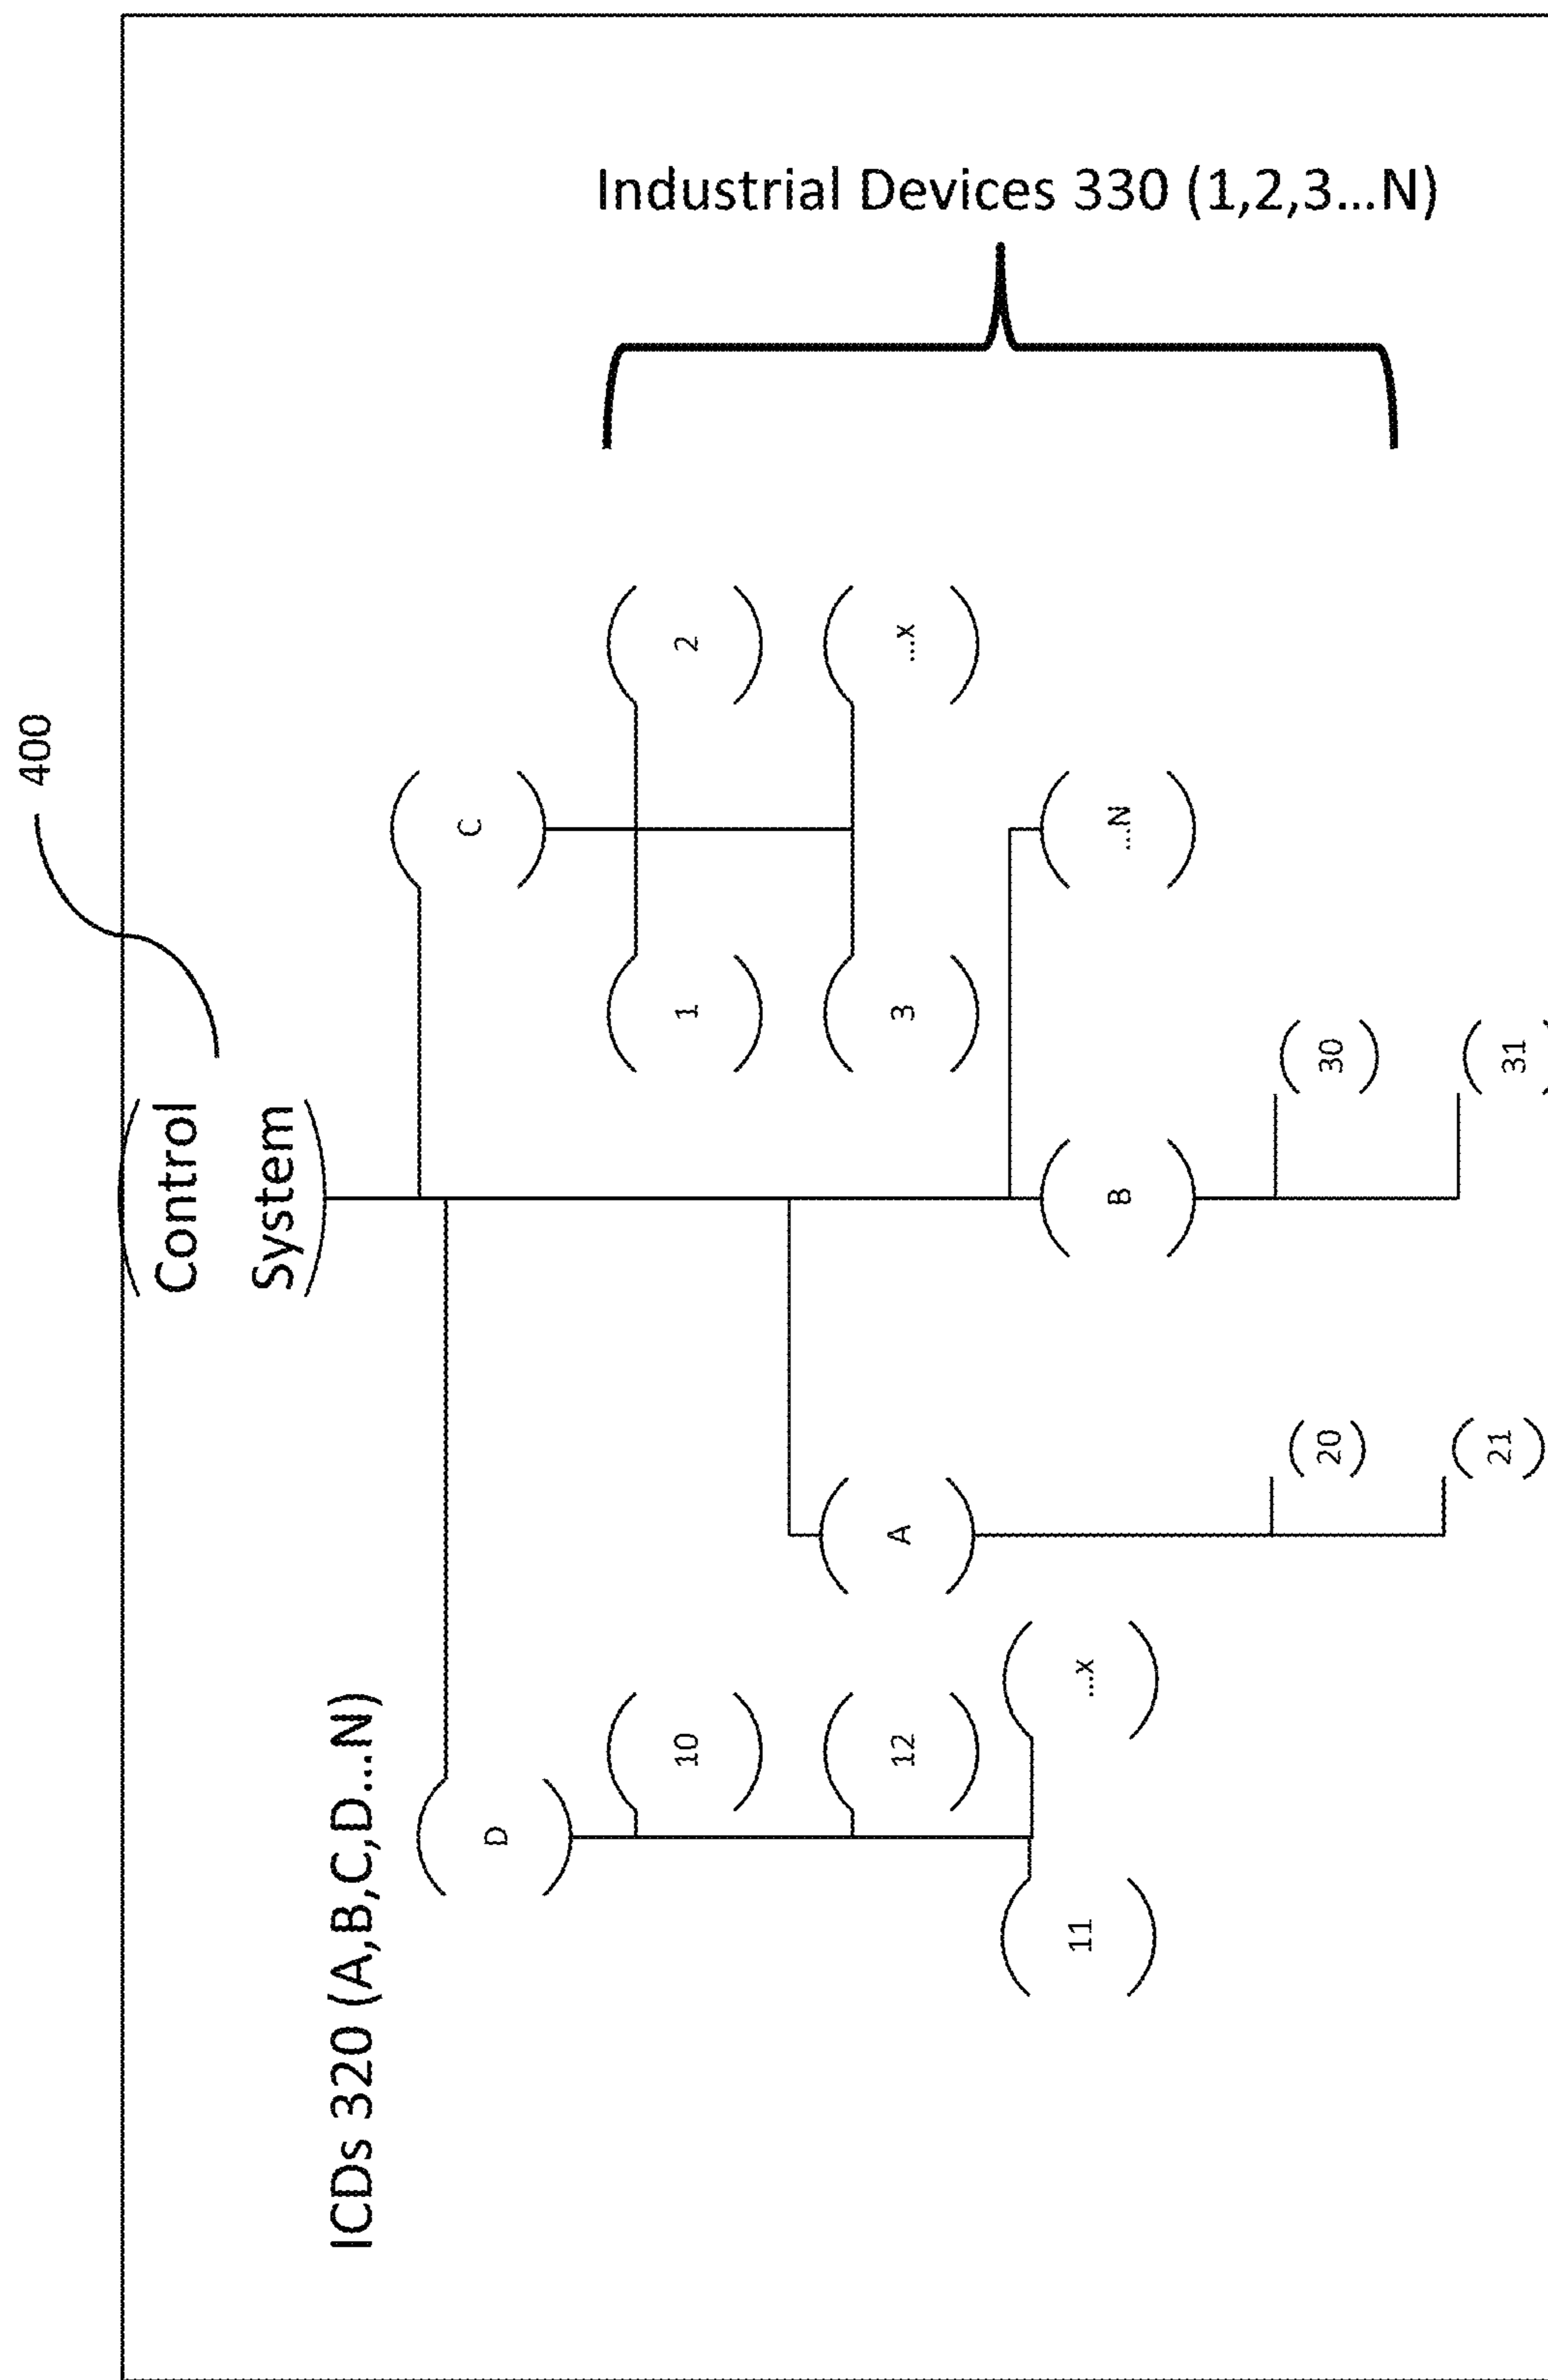 400
Control
System
Industrial Devices 330 (1,2,3...N)
ICDs 320 (A,B,C,D...N)
C
D
1
2
10
3
...x
12
A
B
...N
11
...x
20
30
21
31